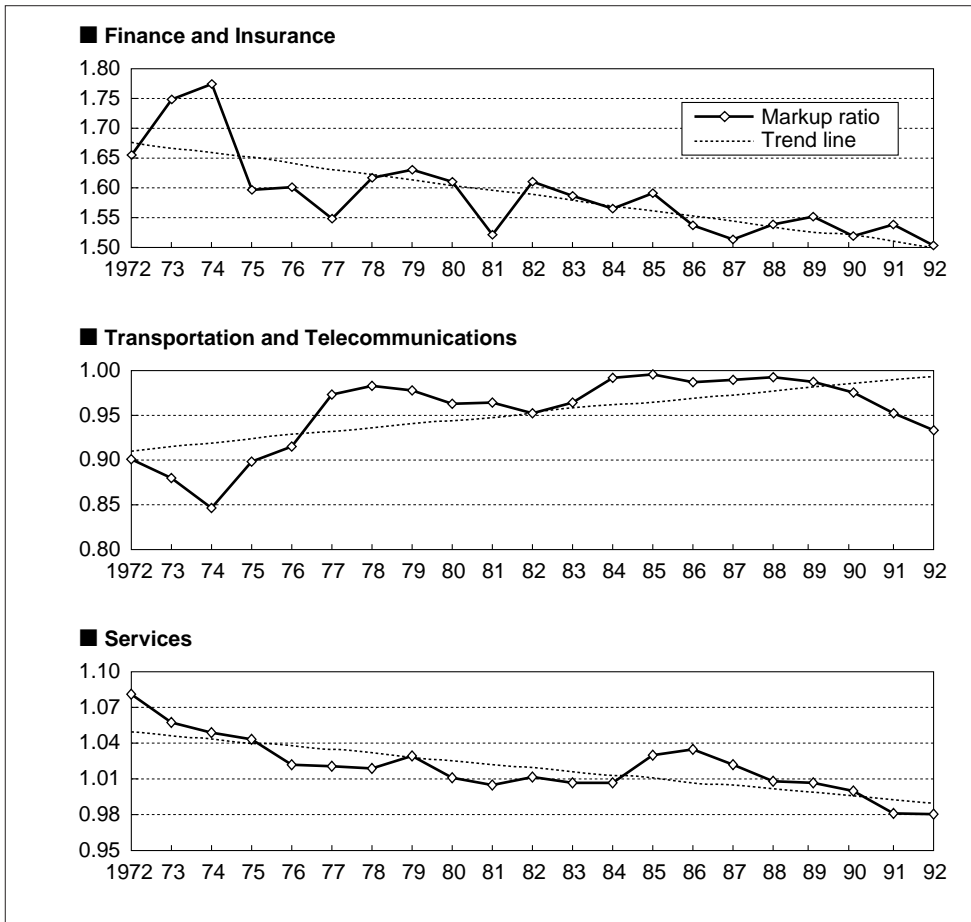 ■ Finance and Insurance
1.80
1.75
1.70
1.65
1.60
1.55
1.50
Markup ratio
Trend line
1972 73 74 75 76 77 78 79 80 81 82 83 84 85 86 87 88 89 90 91 92
■ Transportation and Telecommunications
1.00
0.95
0.90
0.85
0.80
1972 73 74 75 76 77 78 79 80 81 82 83 84 85 86 87 88 89 90 91 92
■ Services
1.10
1.07
1.04
1.01
0.98
0.95
1972 73 74 75 76 77 78 79 80 81 82 83 84 85 86 87 88 89 90 91 92